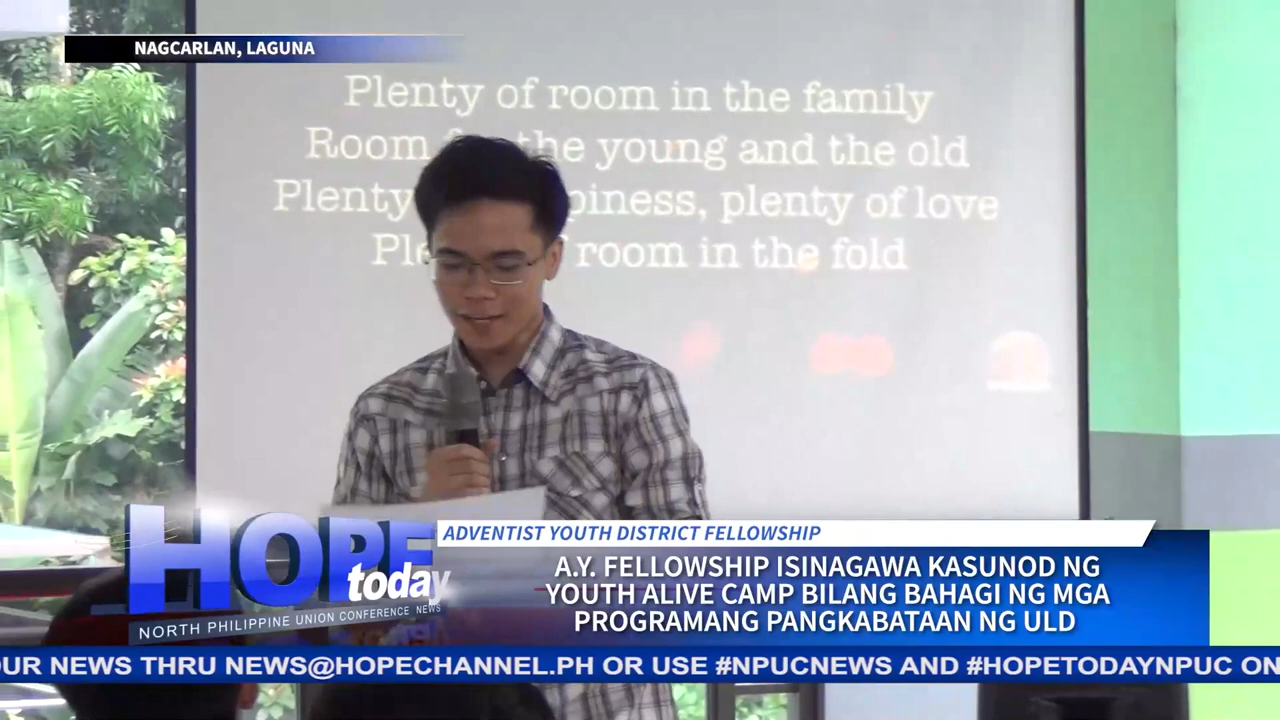 NAGCARLAN, LAGUNA
Plenty of room in the family
Room the young and the old
Plenty plenty of love
room in the fold
HOPE
today
NORTH PHILIPPINE UNION CONFERENCE NEWS
ADVENTIST YOUTH DISTRICT FELLOWSHIP
A.Y. FELLOWSHIP ISINAGAWA KASUNOD NG
YOUTH ALIVE CAMP BILANG BAHAGI NG MGA
PROGRAMANG PANGKABATAAN NG ULD
OUR NEWS THRU NEWS@HOPECHANNEL.PH OR USE #NPUCNEWS AND #HOPETODAYNPUC ON